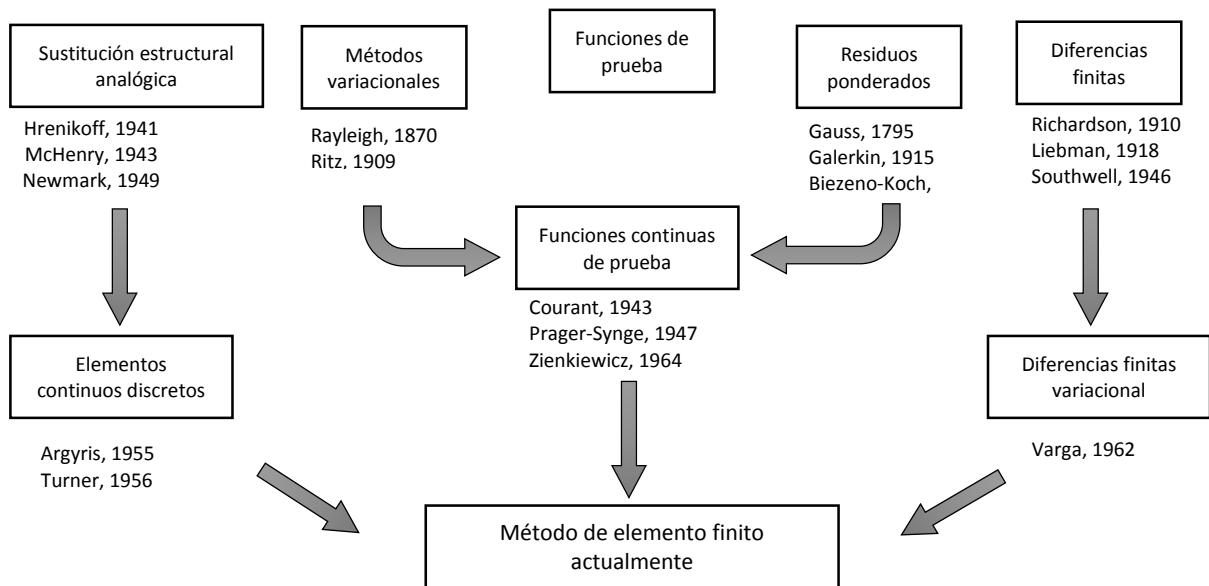 Sustitución estructural
analógica
Hrenikoff, 1941
McHenry, 1943
Newmark, 1949
Métodos
variacionales
Rayleigh, 1870
Ritz, 1909
Funciones de
prueba
Residuos
ponderados
Gauss, 1795
Galerkin, 1915
Biezeno-Koch,
Diferencias
finitas
Richardson, 1910
Liebman, 1918
Southwell, 1946
Funciones continuas
de prueba
Courant, 1943
Prager-Synge, 1947
Zienkiewicz, 1964
Elementos
continuos discretos
Argyris, 1955
Turner, 1956
Diferencias finitas
variacional
Varga, 1962
Método de elemento finito
actualmente